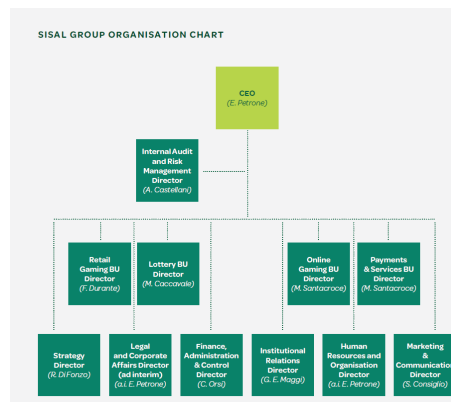 SISAL GROUP ORGANISATION CHART
CEO
(E. Petrone)
Internal Audit
and Risk
Management
Director
(A. Castellani)
Retail
Gaming BU
Director
(F. Durante)
Lottery BU
Director
(M. Caccavale)
Online
Gaming BU
Director
(M. Santacroce)
Payments
& Services BU
Director
(M. Santacroce)
Strategy
Director
(R. Di Fonzo)
Legal
and Corporate
Affairs Director
(ad interim)
(a.i. E. Petrone)
Finance,
Administration
& Control
Director
(C. Orsi)
Institutional
Relations
Director
(G. E. Maggi)
Human
Resources and
Organisation
Director
(a.i. E. Petrone)
Marketing
&
Communication
Director
(S. Consiglio)